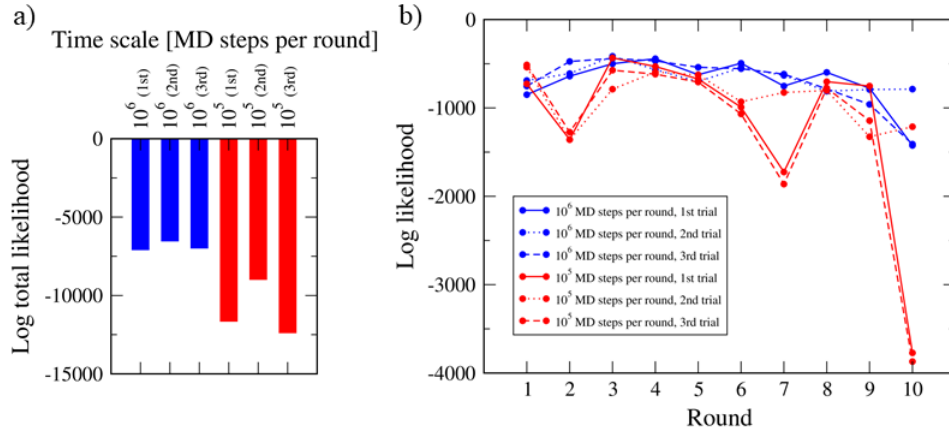 a)
Time scale [MD steps per round]
10^6 (1st)
10^6 (2nd)
10^6 (3rd)
10^5 (1st)
10^5 (2nd)
10^5 (3rd)
0
-5000
-10000
-15000
Log total likelihood
b)
0
-1000
-2000
-3000
-4000
Log likelihood
10^6 MD steps per round, 1st trial
10^6 MD steps per round, 2nd trial
10^6 MD steps per round, 3rd trial
10^5 MD steps per round, 1st trial
10^5 MD steps per round, 2nd trial
10^5 MD steps per round, 3rd trial
1 2 3 4 5 6 7 8 9 10
Round